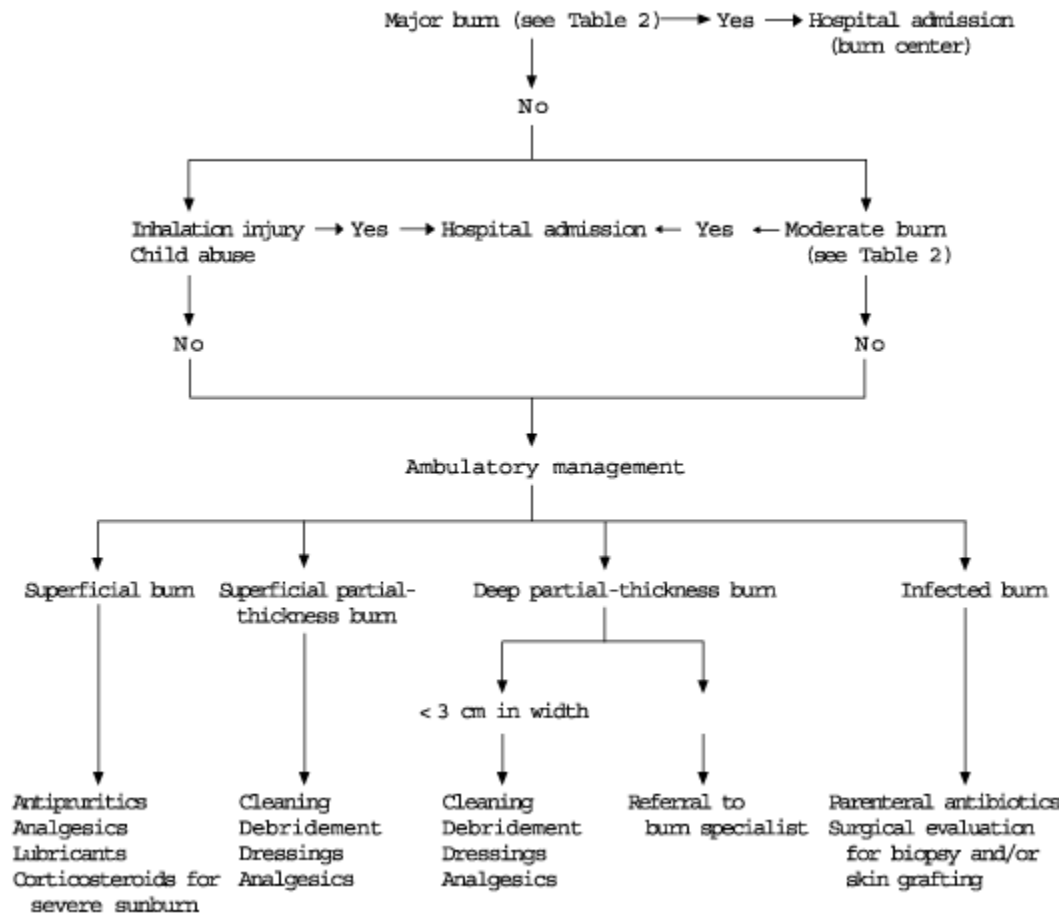 Major burn (see Table 2) Yes Hospital admission
(burn center)
No
Inhalation injury Yes Hospital admission Yes Moderate burn
Child abuse (see Table 2)
No No
Ambulatory management
Superficial burn Superficial partial- Deep partial-thickness burn Infected burn
thickness burn
< 3 cm in width
Antipruritics Cleaning Cleaning Referral to Parenteral antibiotics
Analgesics Debridement Debridement burn specialist Surgical evaluation
Lubricants Dressings Dressings for biopsy and/or
Corticosteroids for Analgesics Analgesics skin grafting
severe sunburn